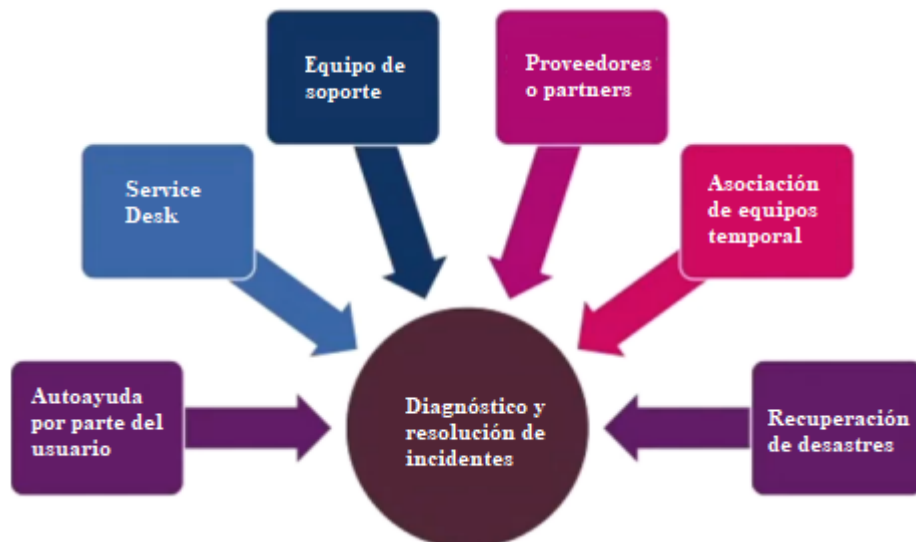 Equipo de
soporte
Proveedores
o partners
Service
Desk
Asociación
de equipos
temporal
Autoayuda
por parte del
usuario
Diagnóstico y
resolución de
incidentes
Recuperación
de desastres